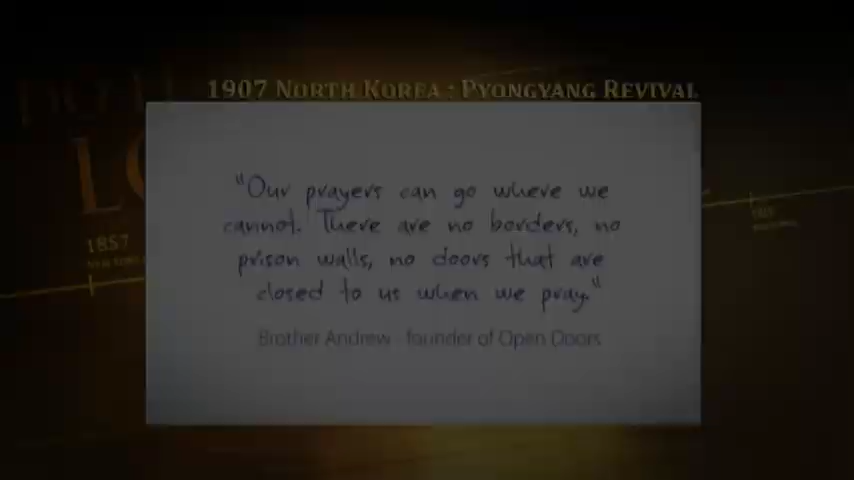 1907 North Korea : Pyongyang Revival
"Our prayers can go where we
cannot. There are no borders, no
prison walls, no doors that are
closed to us when we pray."
Brother Andrew - founder of Open Doors
LO
1857